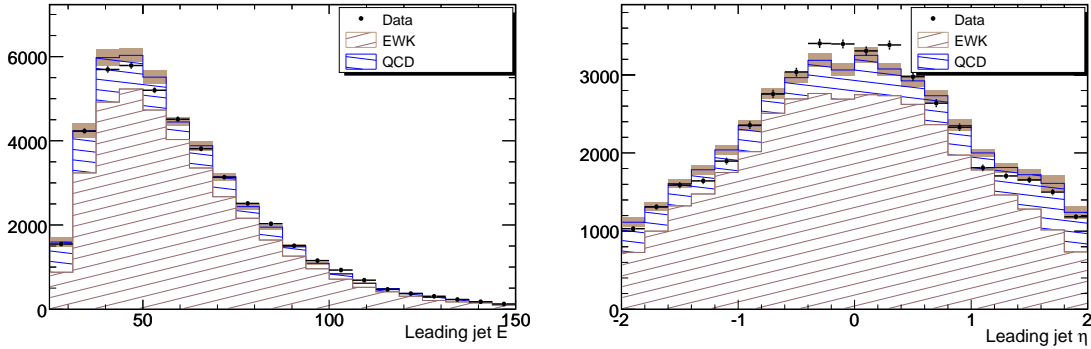 Data
EWK
QCD
6000
4000
2000
0
50
100
150
Leading jet E
Data
EWK
QCD
3000
2000
1000
0
-2
-1
0
1
2
Leading jet η